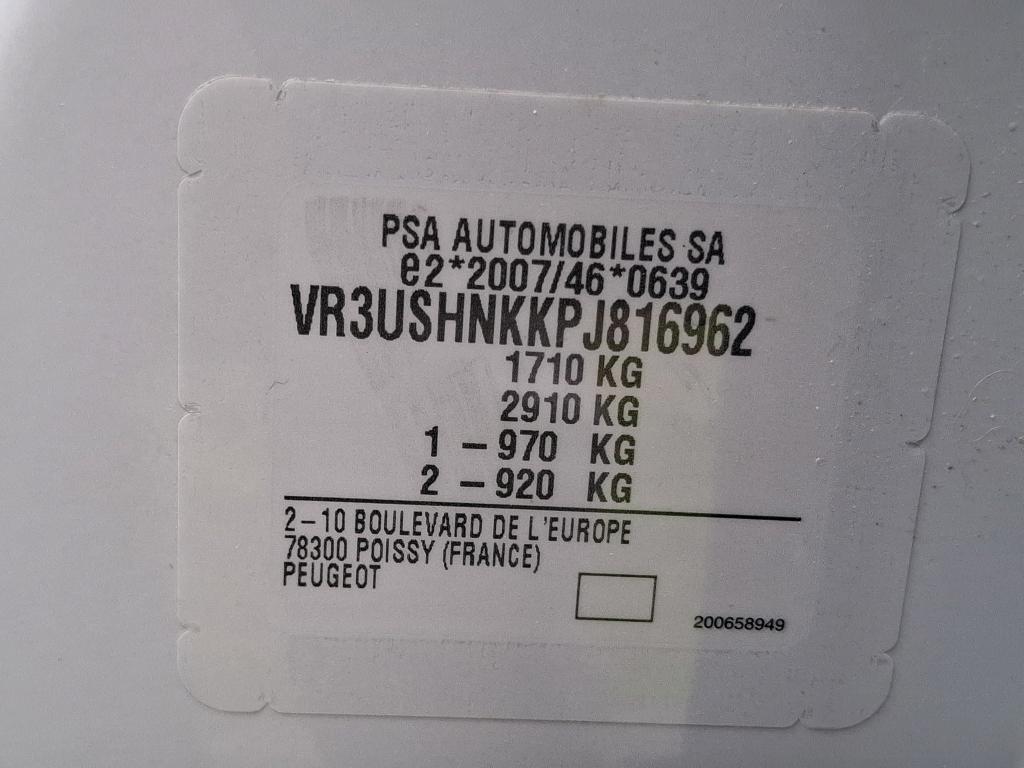 PSA AUTOMOBILES SA
e2*2007/46*0639
VR3USHNKKPJ816962
1710 KG
2910 KG
1 - 970 KG
2 - 920 KG
2-10 BOULEVARD DE L'EUROPE
78300 POISSY (FRANCE)
PEUGEOT
200658949